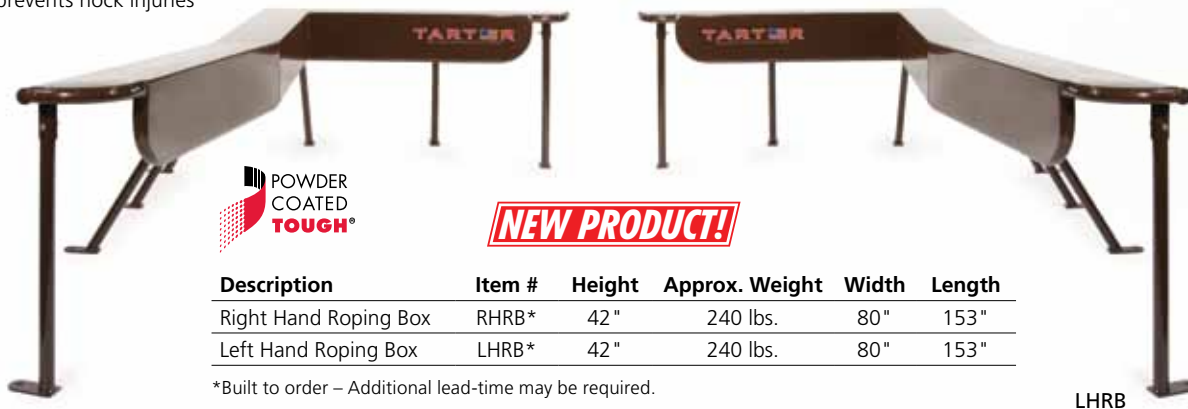 prevents hock injuries
TARTER
TARTER
POWDER
COATED
TOUGH®
NEW PRODUCT!
Description Item # Height Approx. Weight Width Length
Right Hand Roping Box RHRB* 42" 240 lbs. 80" 153"
Left Hand Roping Box LHRB* 42" 240 lbs. 80" 153"
*Built to order – Additional lead-time may be required.
LHRB